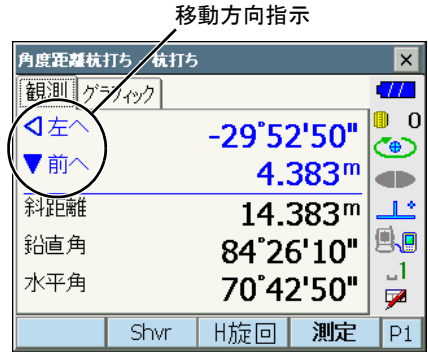 移動方向指示
角度距離杭打ち/杭打ち
観測 グラフィック
左へ -29°52'50"
前へ 4.383m
斜距離 14.383m
鉛直角 84°26'10"
水平角 70°42'50"
0
1
Shvr H旋回 測定 P1